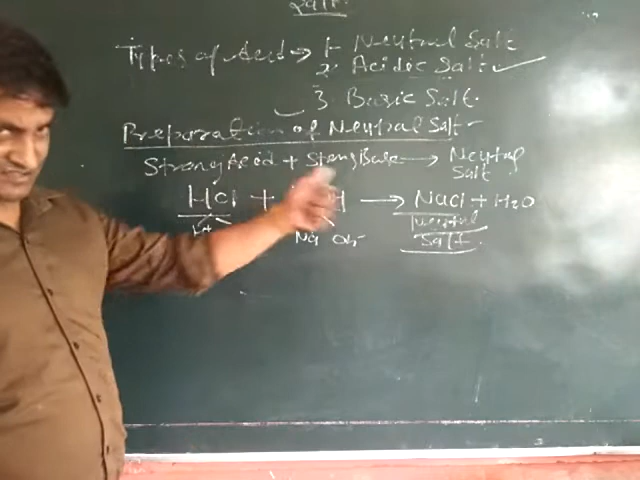 Salt.
Types of Acid → 1. Neutral Salt
2. Acidic Salt ✓
3. Basic Salt.
Preparation of Neutral Salt-
Strong Acid + Strong Base → Neutral Salt
HCl + H → NaCl + H₂O
H+ Na OH- Neutral Salt.